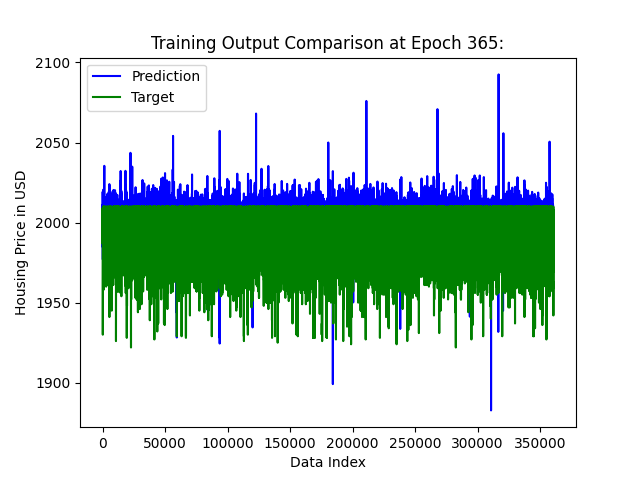 Training Output Comparison at Epoch 365:
Prediction
Target
Housing Price in USD
2100
2050
2000
1950
1900
0
50000
100000
150000
200000
250000
300000
350000
Data Index